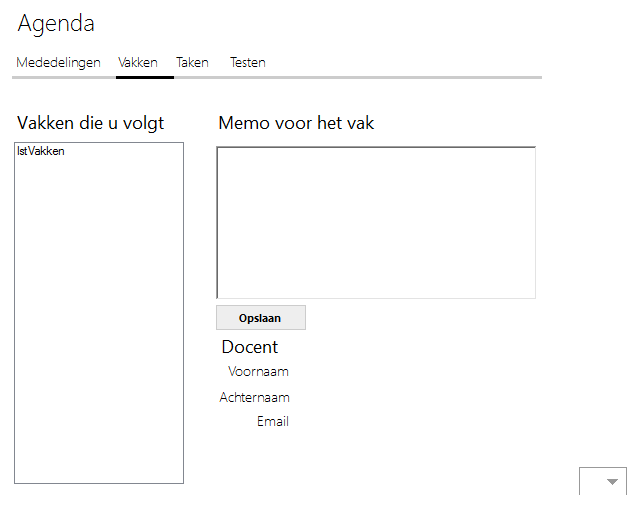 Agenda
Mededelingen Vakken Taken Testen
Vakken die u volgt
lstVakken
Memo voor het vak
Opslaan
Docent
Voornaam
Achternaam
Email